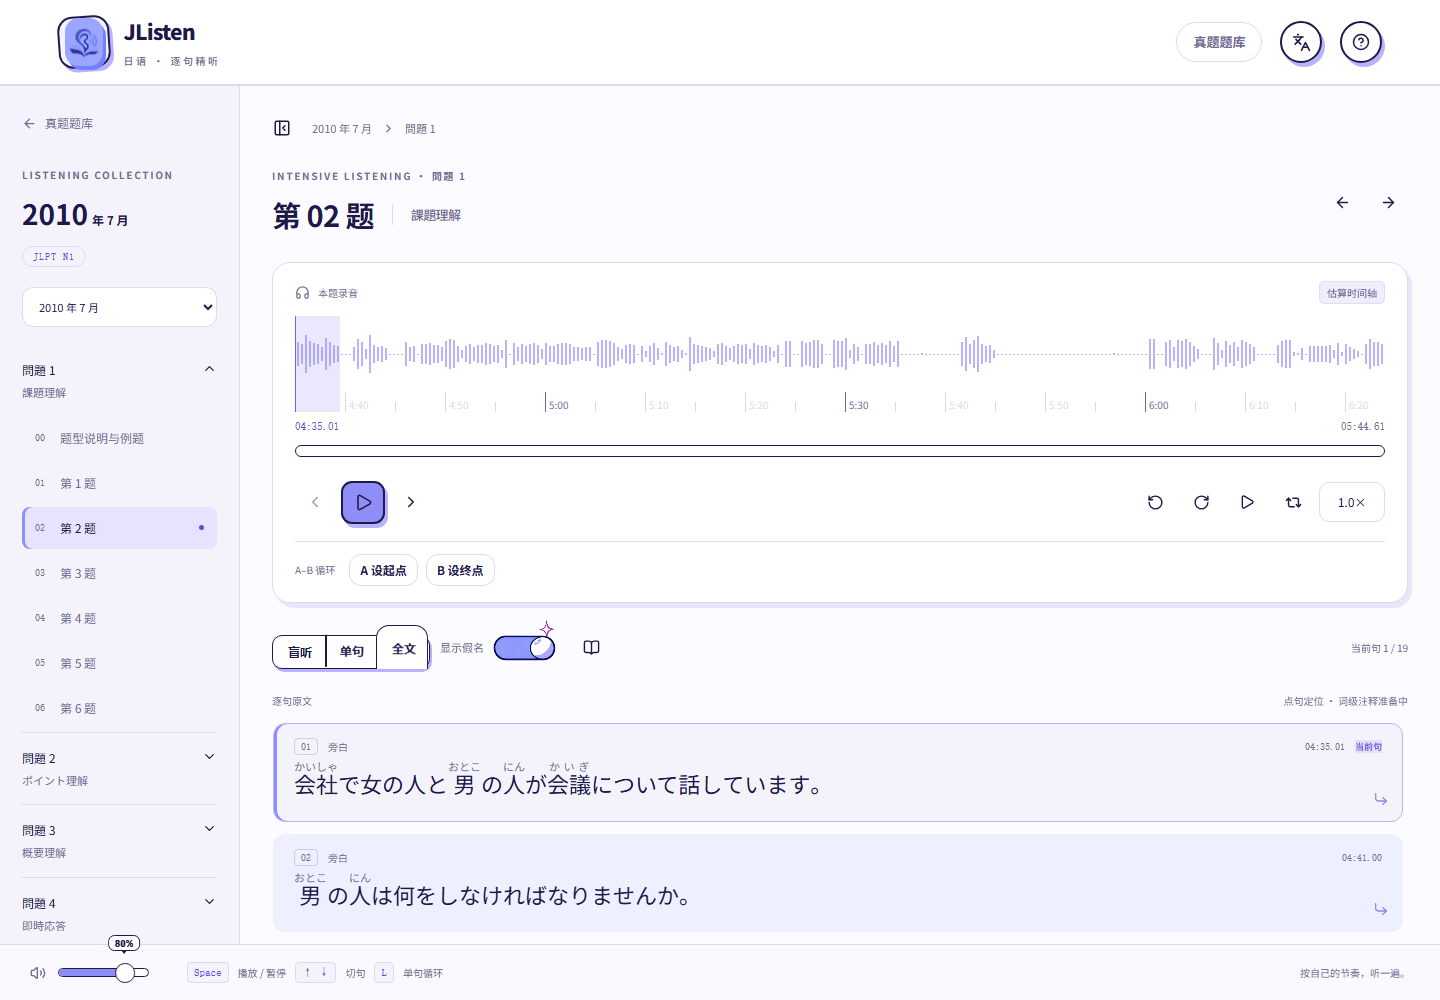 JListen
日语 · 逐句精听
真题题库
真题题库
LISTENING COLLECTION
2010 年 7 月
JLPT N1
2010 年 7 月
問題 1
課題理解
00 题型说明与例题
01 第 1 题
02 第 2 题
03 第 3 题
04 第 4 题
05 第 5 题
06 第 6 题
問題 2
ポイント理解
問題 3
概要理解
問題 4
即時応答
2010 年 7 月 > 問題 1
INTENSIVE LISTENING · 問題 1
第 02 题 課題理解
本题录音 估算时间轴
4:40 4:50 5:00 5:10 5:20 5:30 5:40 5:50 6:00 6:10 6:20
04:35.01 05:44.61
1.0×
A–B 循环 A 设起点 B 设终点
盲听 单句 全文 显示假名 当前句 1 / 19
逐句原文 点句定位 · 词级注释准备中
01 旁白 04:35.01 当前句
かいしゃ おとこ にん かいぎ
会社で女の人と男の人が会議について話しています。
02 旁白 04:41.00
おとこ にん
男の人は何をしなければなりませんか。
80%
Space 播放 / 暂停 ↑ ↓ 切句 L 单句循环
按自己的节奏，听一遍。